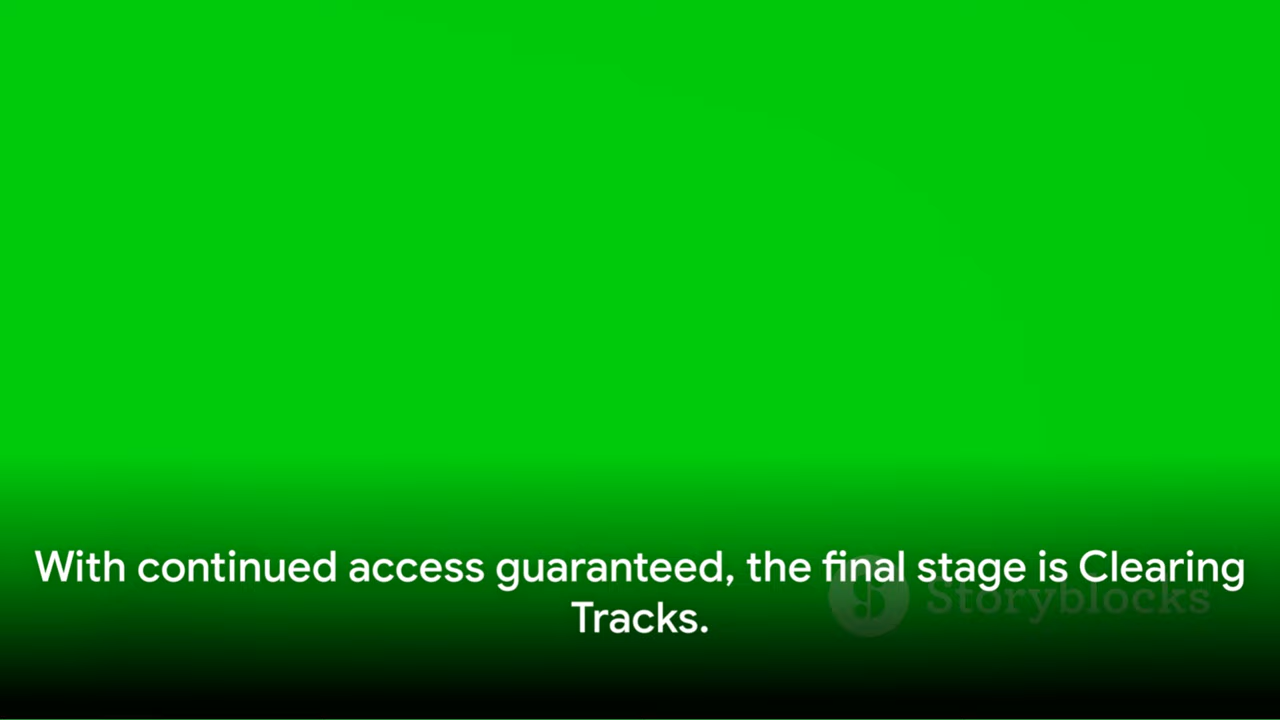 With continued access guaranteed, the final stage is Clearing
Tracks.
Storyblocks